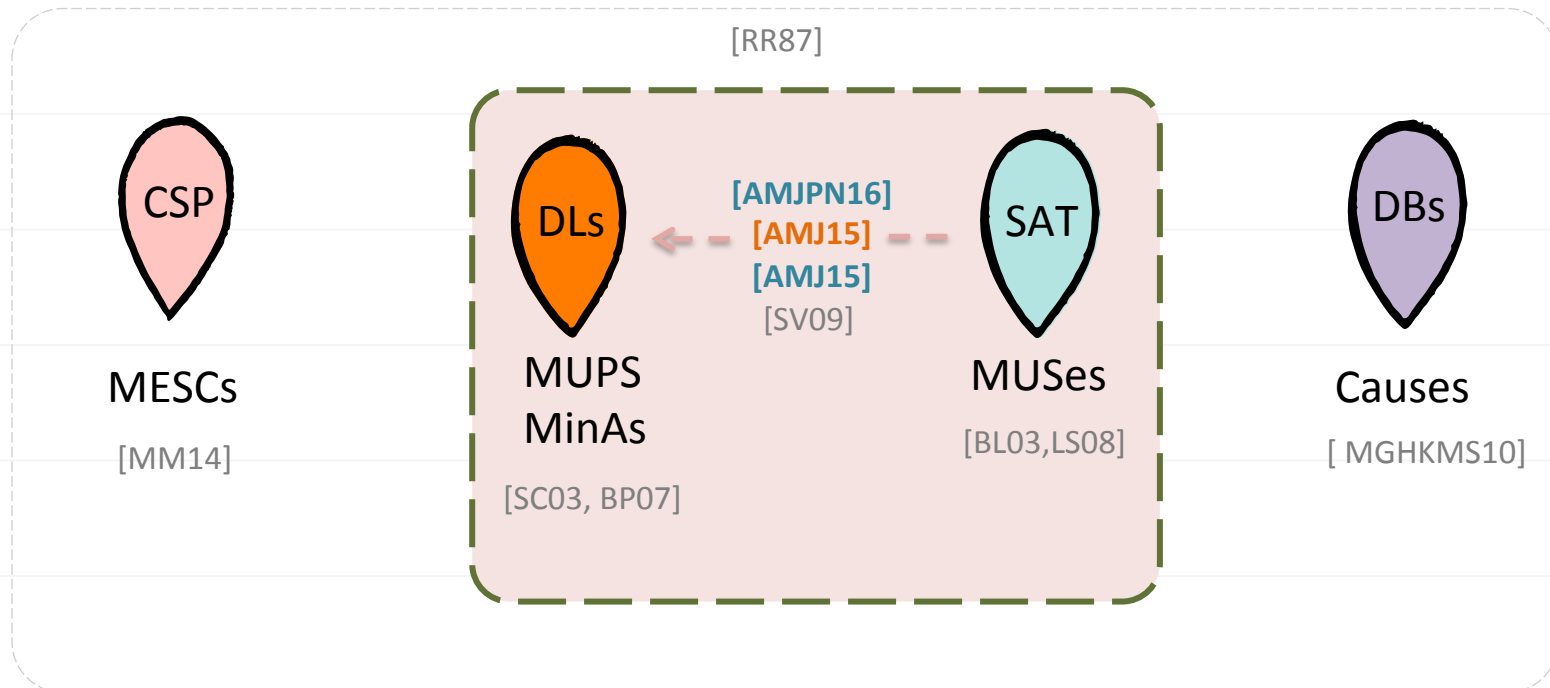 [RR87]
CSP
MESCs
[MM14]
DLs
MUPS
MinAs
[SC03, BP07]
[AMJPN16]
[AMJ15]
[AMJ15]
[SV09]
SAT
MUSes
[BL03,LS08]
DBs
Causes
[ MGHKMS10]